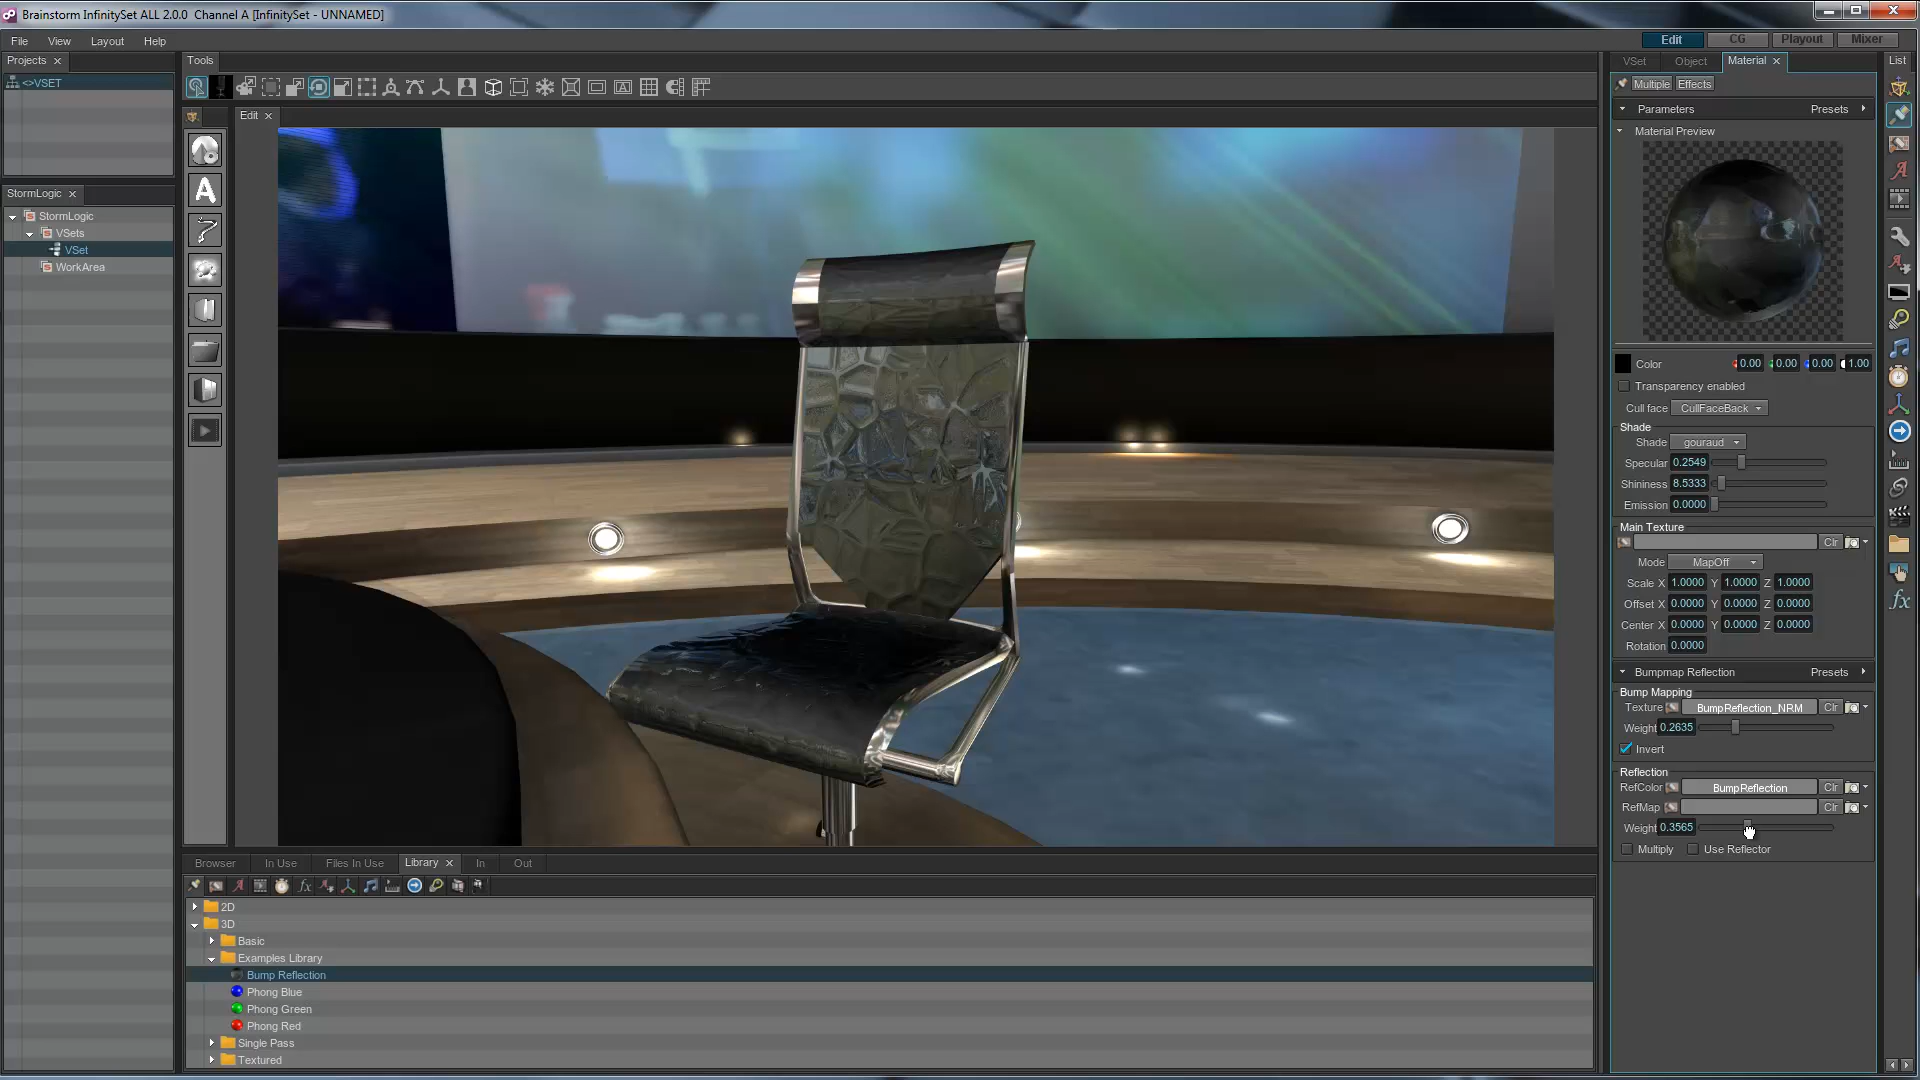 Brainstorm InfinitySet ALL 2.0.0 Channel A [InfinitySet - UNNAMED]
File View Layout Help
Edit CG Playout Mixer
Projects
<>VSET
StormLogic
StormLogic
VSets
VSet
WorkArea
Tools
Edit
A
Browser In Use Files In Use Library In Out
2D
3D
Basic
Examples Library
Bump Reflection
Phong Blue
Phong Green
Phong Red
Single Pass
Textured
VSet Object Material List
Multiple Effects
Parameters Presets
Material Preview
Color 0.00 0.00 0.00 1.00
Transparency enabled
Cull face CullFaceBack
Shade
Shade gouraud
Specular 0.2549
Shininess 8.5333
Emission 0.0000
Main Texture
Clr
Mode MapOff
Scale X 1.0000 Y 1.0000 Z 1.0000
Offset X 0.0000 Y 0.0000 Z 0.0000
Center X 0.0000 Y 0.0000 Z 0.0000
Rotation 0.0000
Bumpmap Reflection Presets
Bump Mapping
Texture BumpReflection_NRM Clr
Weight 0.2635
Invert
Reflection
RefColor BumpReflection Clr
RefMap Clr
Weight 0.3565
Multiply Use Reflector
fx